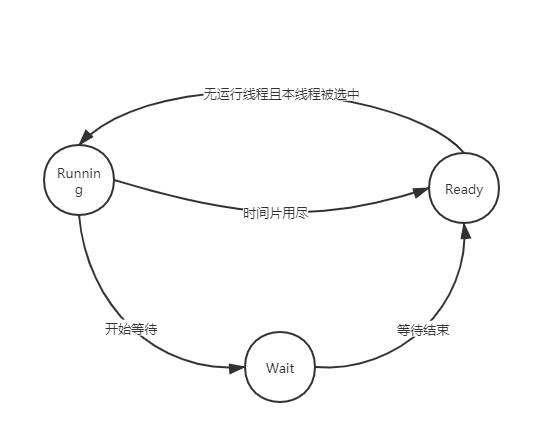 无运行线程且本线程被选中
Runnin
g
Ready
时间片用尽
开始等待
等待结束
Wait